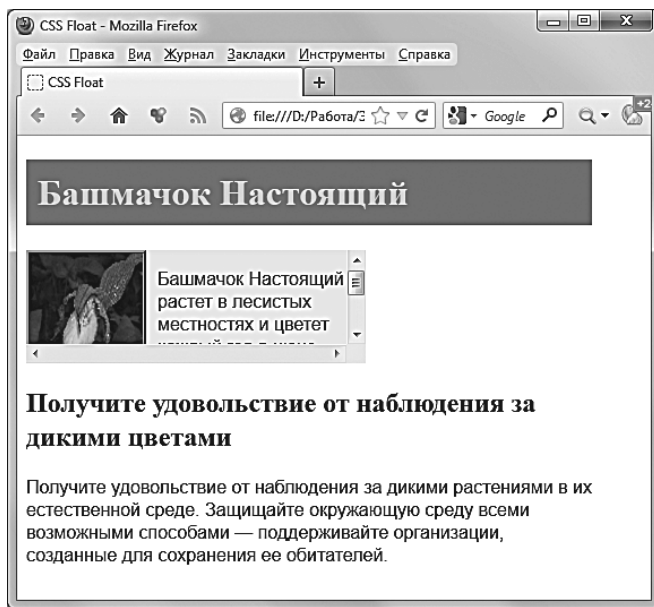 CSS Float - Mozilla Firefox
Файл Правка Вид Журнал Закладки Инструменты Справка
CSS Float
file:///D:/Работа/З Google +2
Башмачок Настоящий
Башмачок Настоящий
растет в лесистых
местностях и цветет
Получите удовольствие от наблюдения за
дикими цветами
Получите удовольствие от наблюдения за дикими растениями в их
естественной среде. Защищайте окружающую среду всеми
возможными способами — поддерживайте организации,
созданные для сохранения ее обитателей.